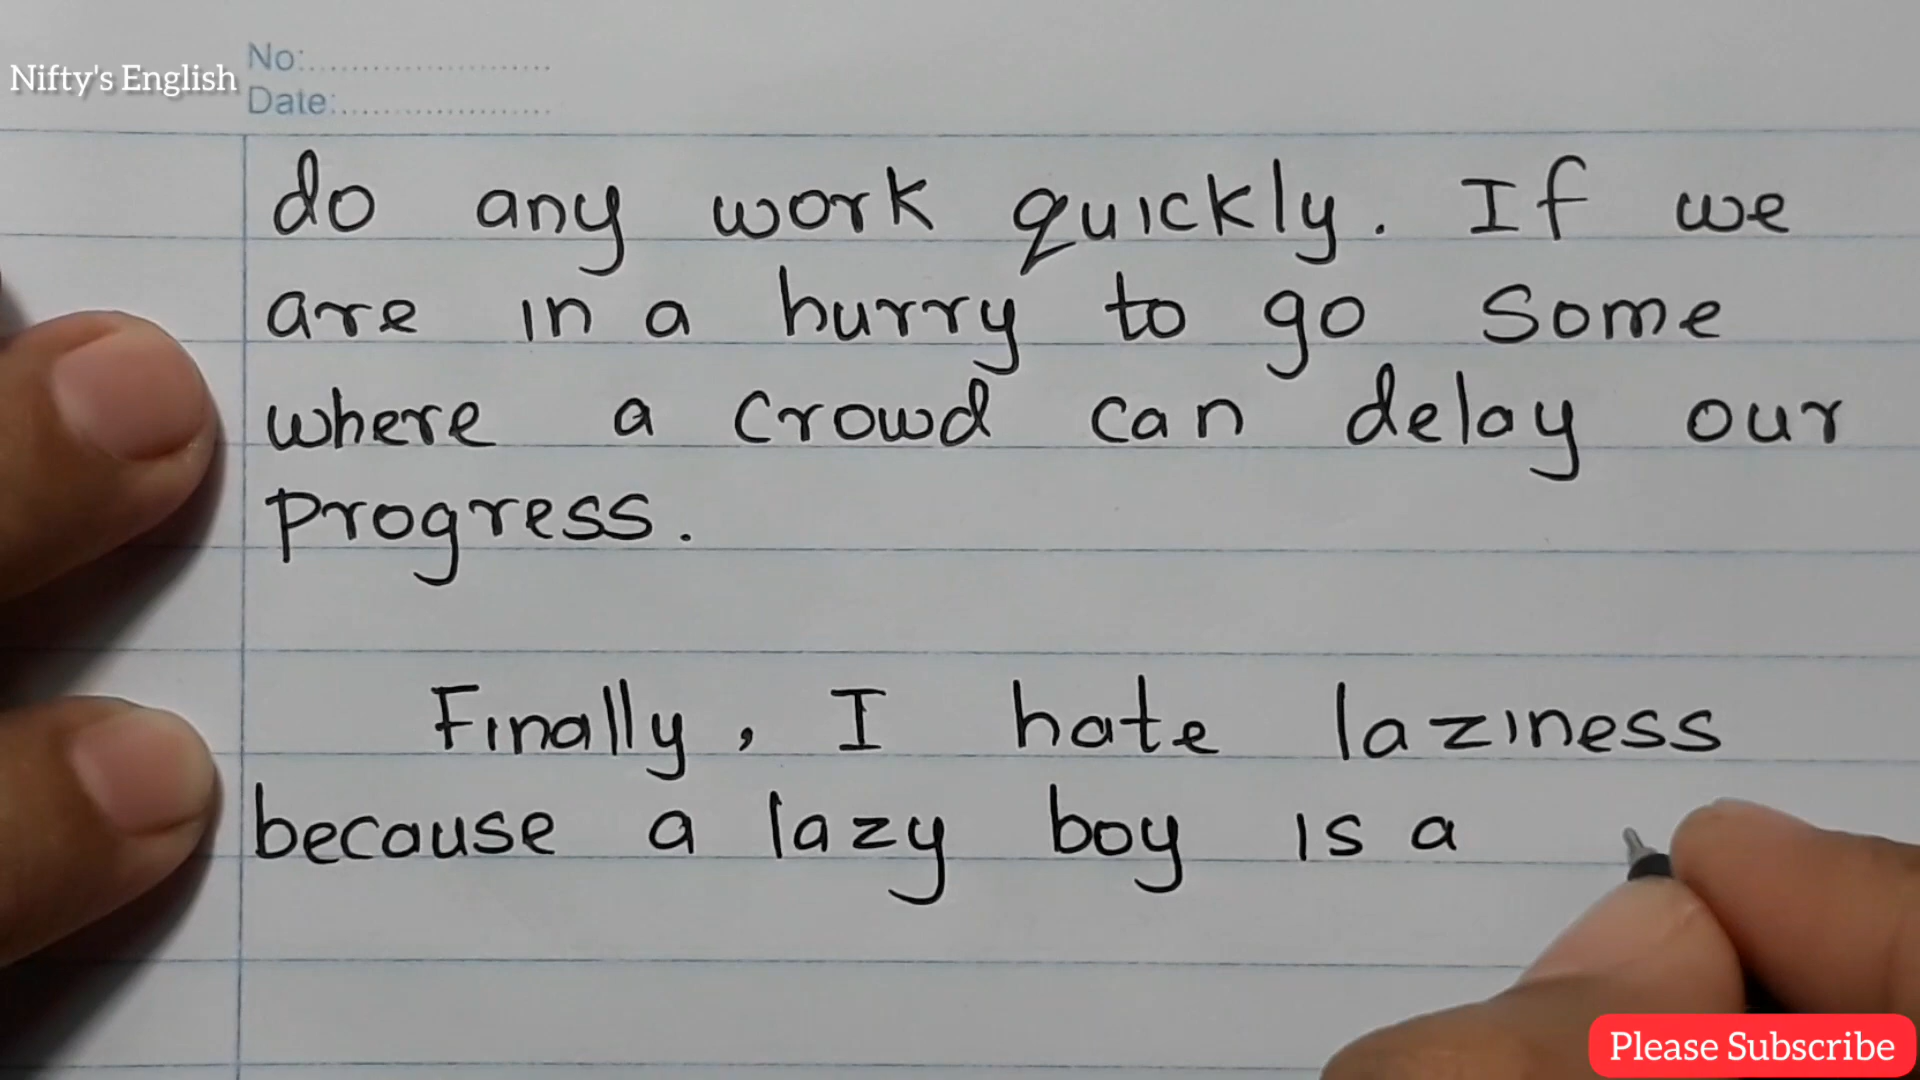 Nifty's English
No:........................
Date:.....................
do any work quickly. If we
are in a hurry to go some
where a crowd can delay our
progress.
Finally, I hate laziness
because a lazy boy is a
Please Subscribe